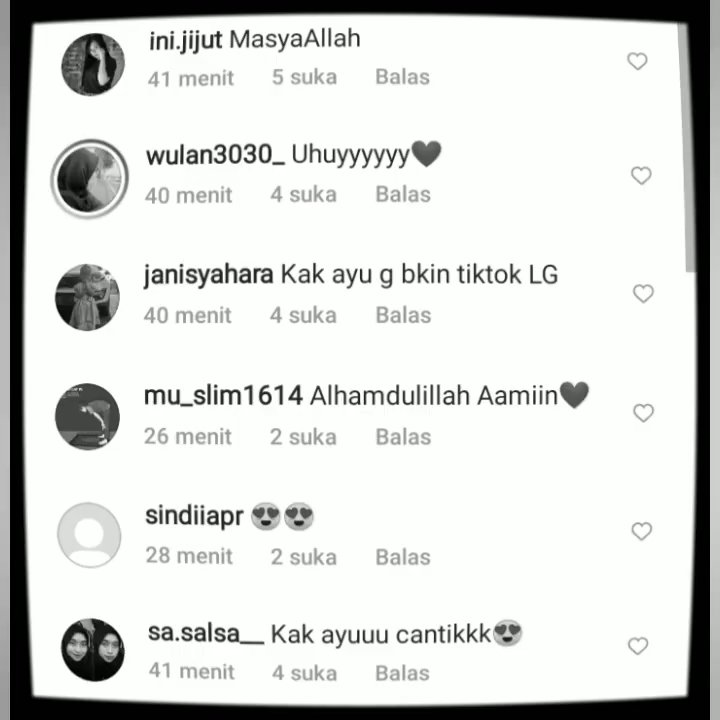 ini.jijut MasyaAllah
41 menit 5 suka Balas
wulan3030_ Uhuyyyyyy🖤
40 menit 4 suka Balas
janisyahara Kak ayu g bkin tiktok LG
40 menit 4 suka Balas
mu_slim1614 Alhamdulillah Aamiin🖤
26 menit 2 suka Balas
sindiiapr 😍😍
28 menit 2 suka Balas
sa.salsa__ Kak ayuuu cantikkk😍
41 menit 4 suka Balas